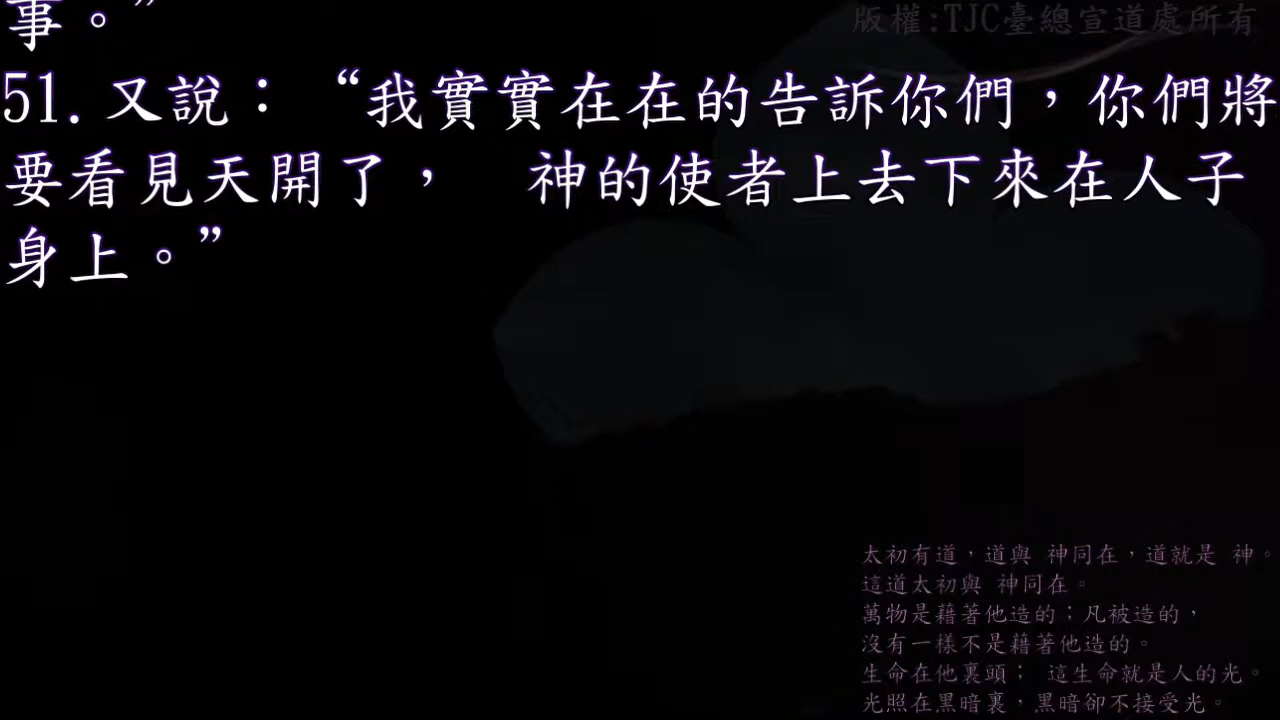 事。”
版權:TJC臺總宣道處所有
51.又說：“我實實在在的告訴你們，你們將
要看見天開了，　神的使者上去下來在人子
身上。”
太初有道，道與 神同在，道就是 神。
這道太初與 神同在。
萬物是藉著他造的；凡被造的，
沒有一樣不是藉著他造的。
生命在他裏頭； 這生命就是人的光。
光照在黑暗裏，黑暗卻不接受光。